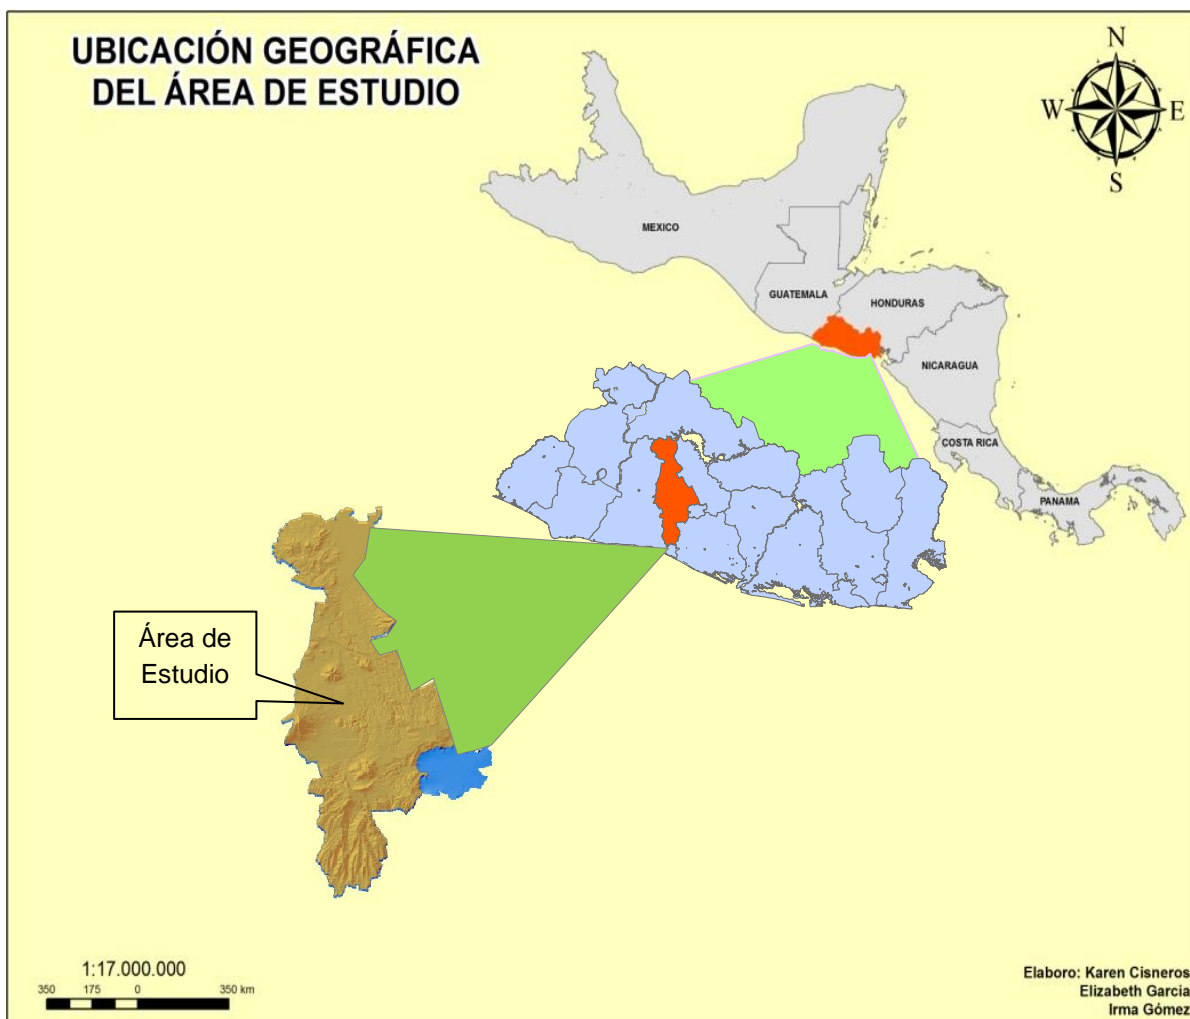 UBICACIÓN GEOGRÁFICA
DEL ÁREA DE ESTUDIO
N
W
E
S
MEXICO
GUATEMALA
HONDURAS
NICARAGUA
COSTA RICA
PANAMA
Área de
Estudio
1:17.000.000
350 175 0 350 km
Elaboro: Karen Cisneros
Elizabeth Garcia
Irma Gómez